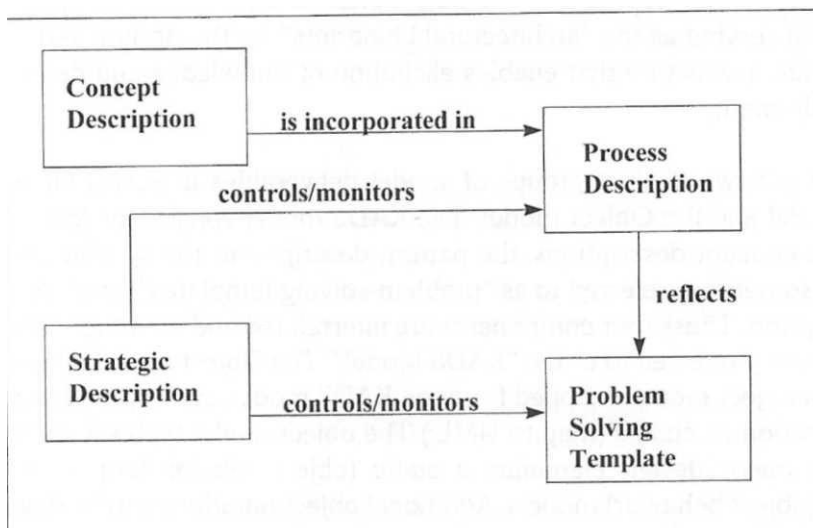 Concept
Description
is incorporated in
Process
Description
controls/monitors
reflects
Strategic
Description
controls/monitors
Problem
Solving
Template